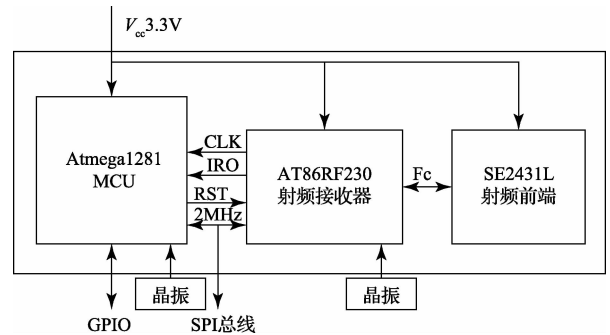 Vcc3.3V
Atmega1281
MCU
CLK
IRO
RST
2MHz
AT86RF230
射频接收器
Fc
SE2431L
射频前端
晶振
晶振
GPIO
SPI总线